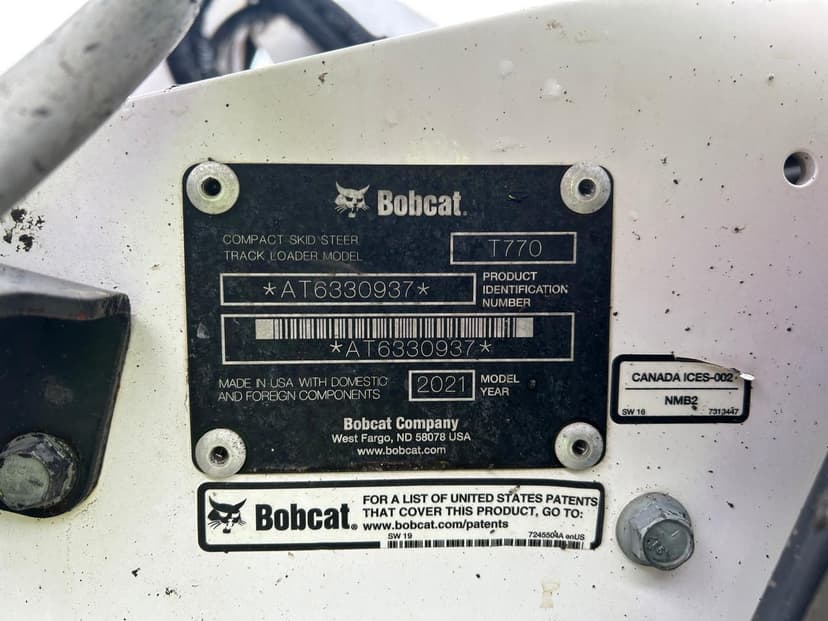 Bobcat.
COMPACT SKID STEER
TRACK LOADER MODEL
T770
*AT6330937*
PRODUCT
IDENTIFICATION
NUMBER
*AT6330937*
MADE IN USA WITH DOMESTIC
AND FOREIGN COMPONENTS
2021
MODEL
YEAR
Bobcat Company
West Fargo, ND 58078 USA
www.bobcat.com
CANADA ICES-002
NMB2
SW 16 7313447
Bobcat®
FOR A LIST OF UNITED STATES PATENTS
THAT COVER THIS PRODUCT, GO TO:
www.bobcat.com/patents
SW 19 7245504A enUS